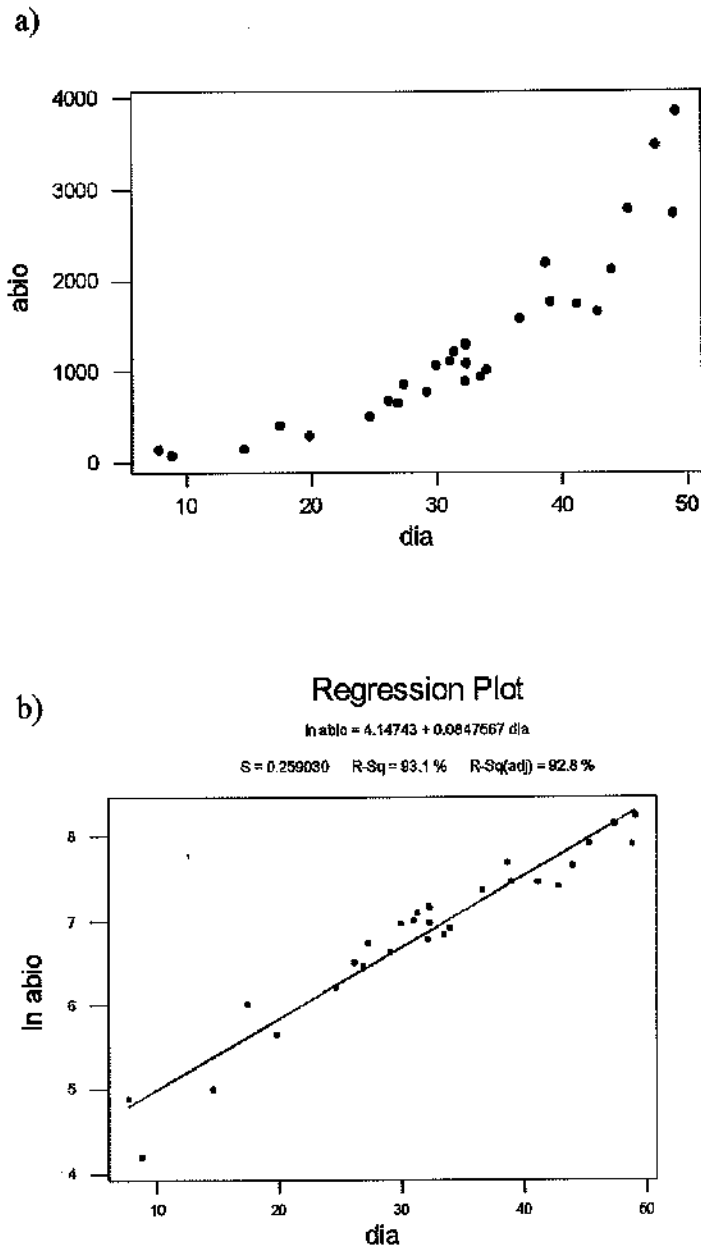 a)
4000
3000
2000
1000
0
abio
10 20 30 40 50
dia
b)
Regression Plot
ln abio = 4.14743 + 0.0847567 dia
S = 0.259030 R-Sq = 93.1 % R-Sq(adj) = 92.8 %
8
7
6
5
4
ln abio
10 20 30 40 50
dia